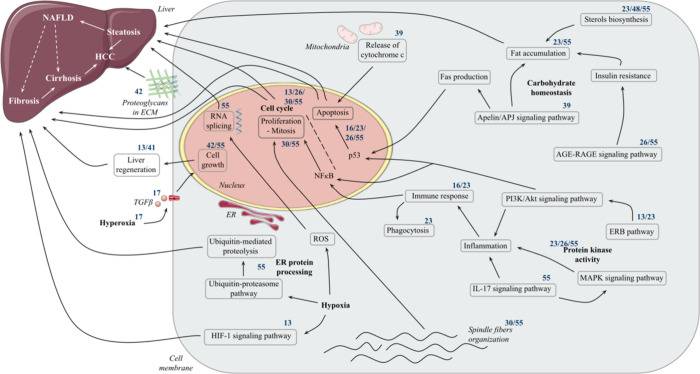 Liver
NAFLD
Steatosis
HCC
Cirrhosis
Fibrosis
42
Proteoglycans
in ECM
13/41
Liver
regeneration
17
TGFβ
17
Hyperoxia
Mitochondria
39
Release of
cytochrome c
55
RNA
splicing
42/55
Cell
growth
Nucleus
13/26/
30/55
Cell cycle
Proliferation
- Mitosis
30/55
Apoptosis
16/23/
26/55
p53
NFκB
ER
23/48/55
Sterols biosynthesis
23/55
Fat accumulation
Fas production
Carbohydrate
homeostasis
Insulin resistance
39
Apelin/APJ signaling pathway
26/55
AGE-RAGE signaling pathway
16/23
Immune response
23
Phagocytosis
PI3K/Akt signaling pathway
13/23
ERB pathway
Inflammation
23/26/55
Protein kinase
activity
MAPK signaling pathway
55
IL-17 signaling pathway
Ubiquitin-mediated
proteolysis
ROS
ER protein
processing
55
Ubiquitin-proteasome
pathway
Hypoxia
13
HIF-1 signaling pathway
30/55
Spindle fibers
organization
Cell
membrane